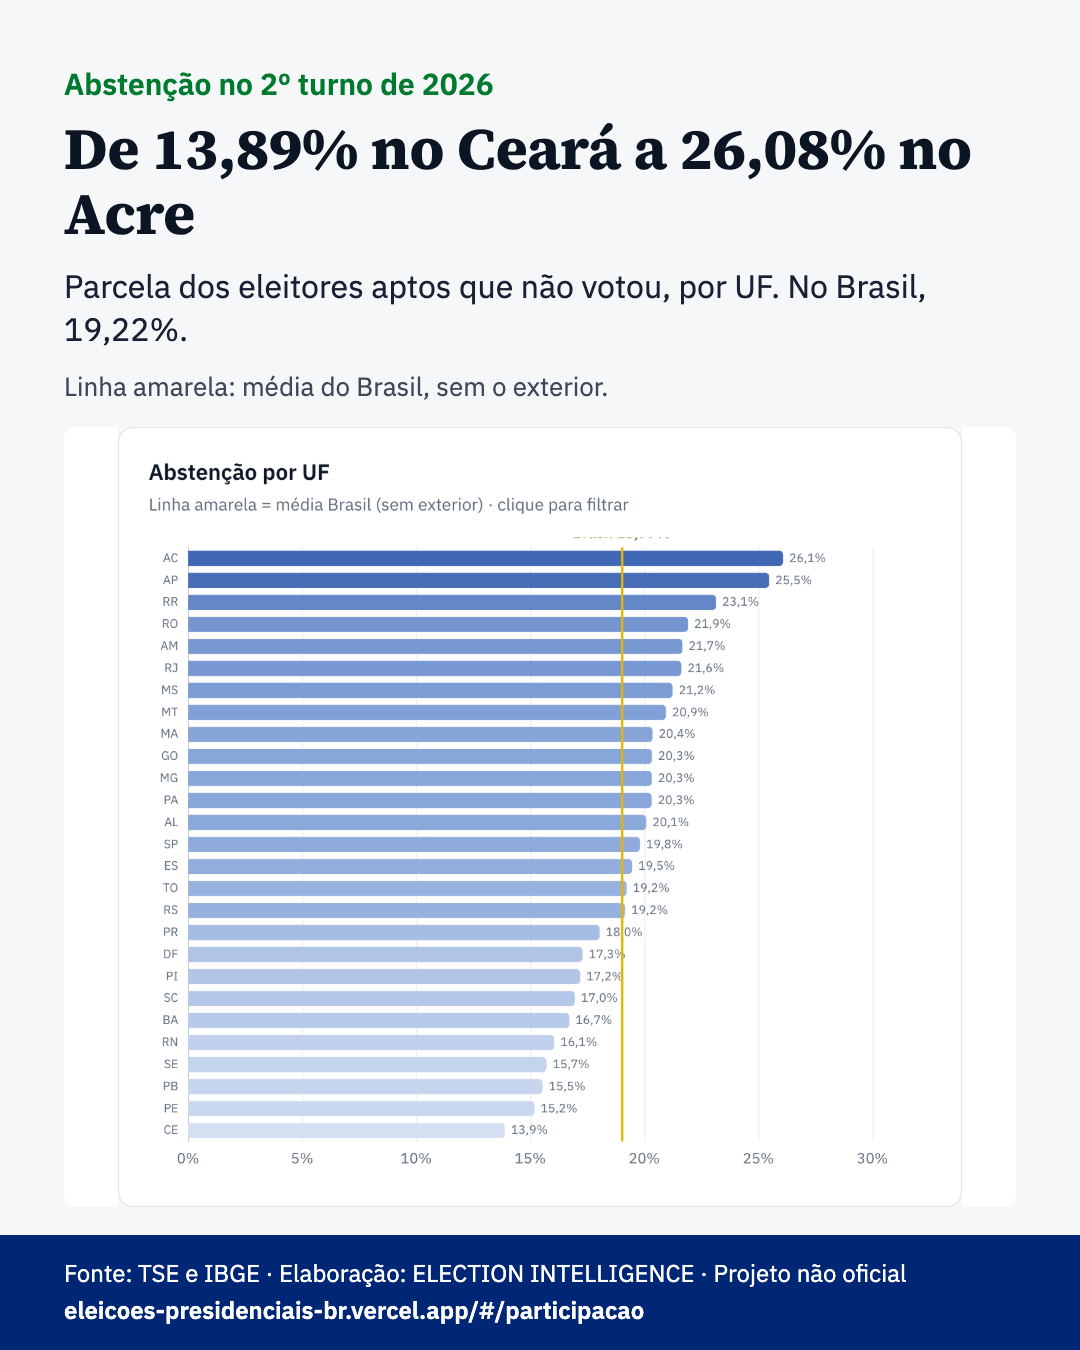 Abstenção no 2º turno de 2026
De 13,89% no Ceará a 26,08% no
Acre
Parcela dos eleitores aptos que não votou, por UF. No Brasil,
19,22%.
Linha amarela: média do Brasil, sem o exterior.
Abstenção por UF
Linha amarela = média Brasil (sem exterior) · clique para filtrar
AC 26,1%
AP 25,5%
RR 23,1%
RO 21,9%
AM 21,7%
RJ 21,6%
MS 21,2%
MT 20,9%
MA 20,4%
GO 20,3%
MG 20,3%
PA 20,3%
AL 20,1%
SP 19,8%
ES 19,5%
TO 19,2%
RS 19,2%
PR 18,0%
DF 17,3%
PI 17,2%
SC 17,0%
BA 16,7%
RN 16,1%
SE 15,7%
PB 15,5%
PE 15,2%
CE 13,9%
0% 5% 10% 15% 20% 25% 30%
Fonte: TSE e IBGE · Elaboração: ELECTION INTELLIGENCE · Projeto não oficial
eleicoes-presidenciais-br.vercel.app/#/participacao